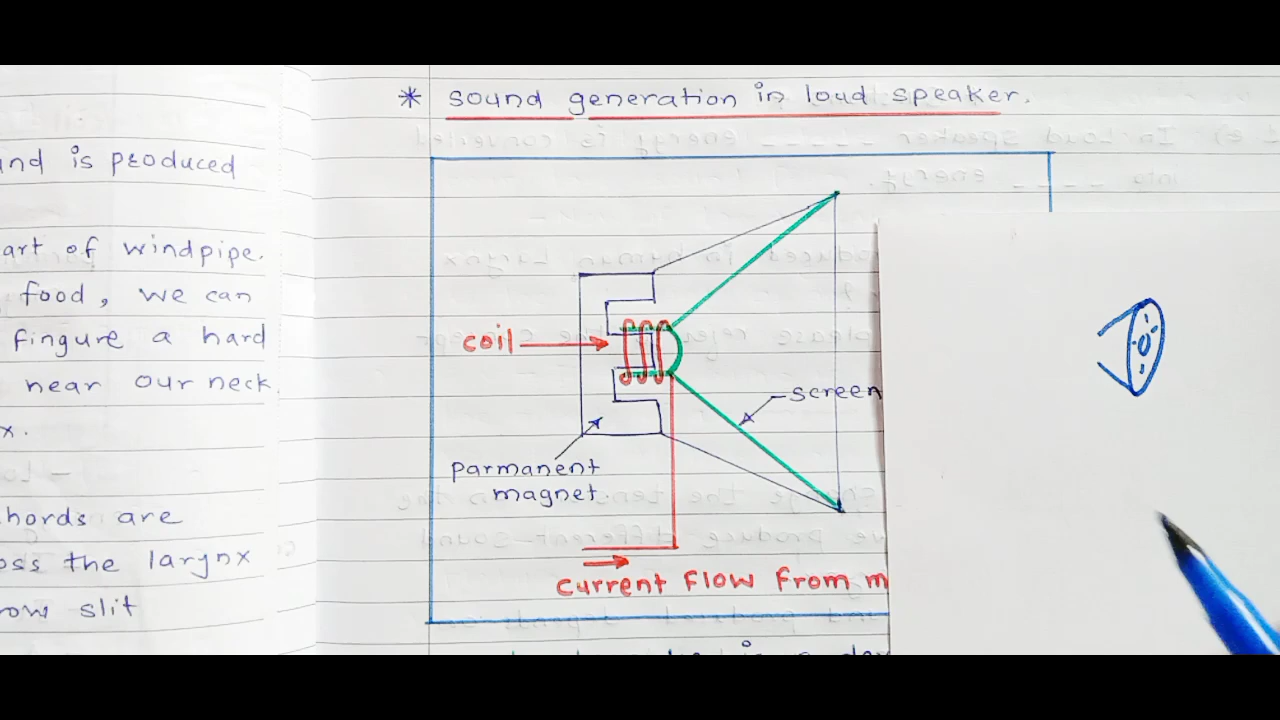 und is produced
art of windpipe.
food, we can
fingure a hard
near our neck
x.
hords are
oss the larynx
row slit
* sound generation in loud speaker.
coil
screen
parmanent
magnet.
current flow from m